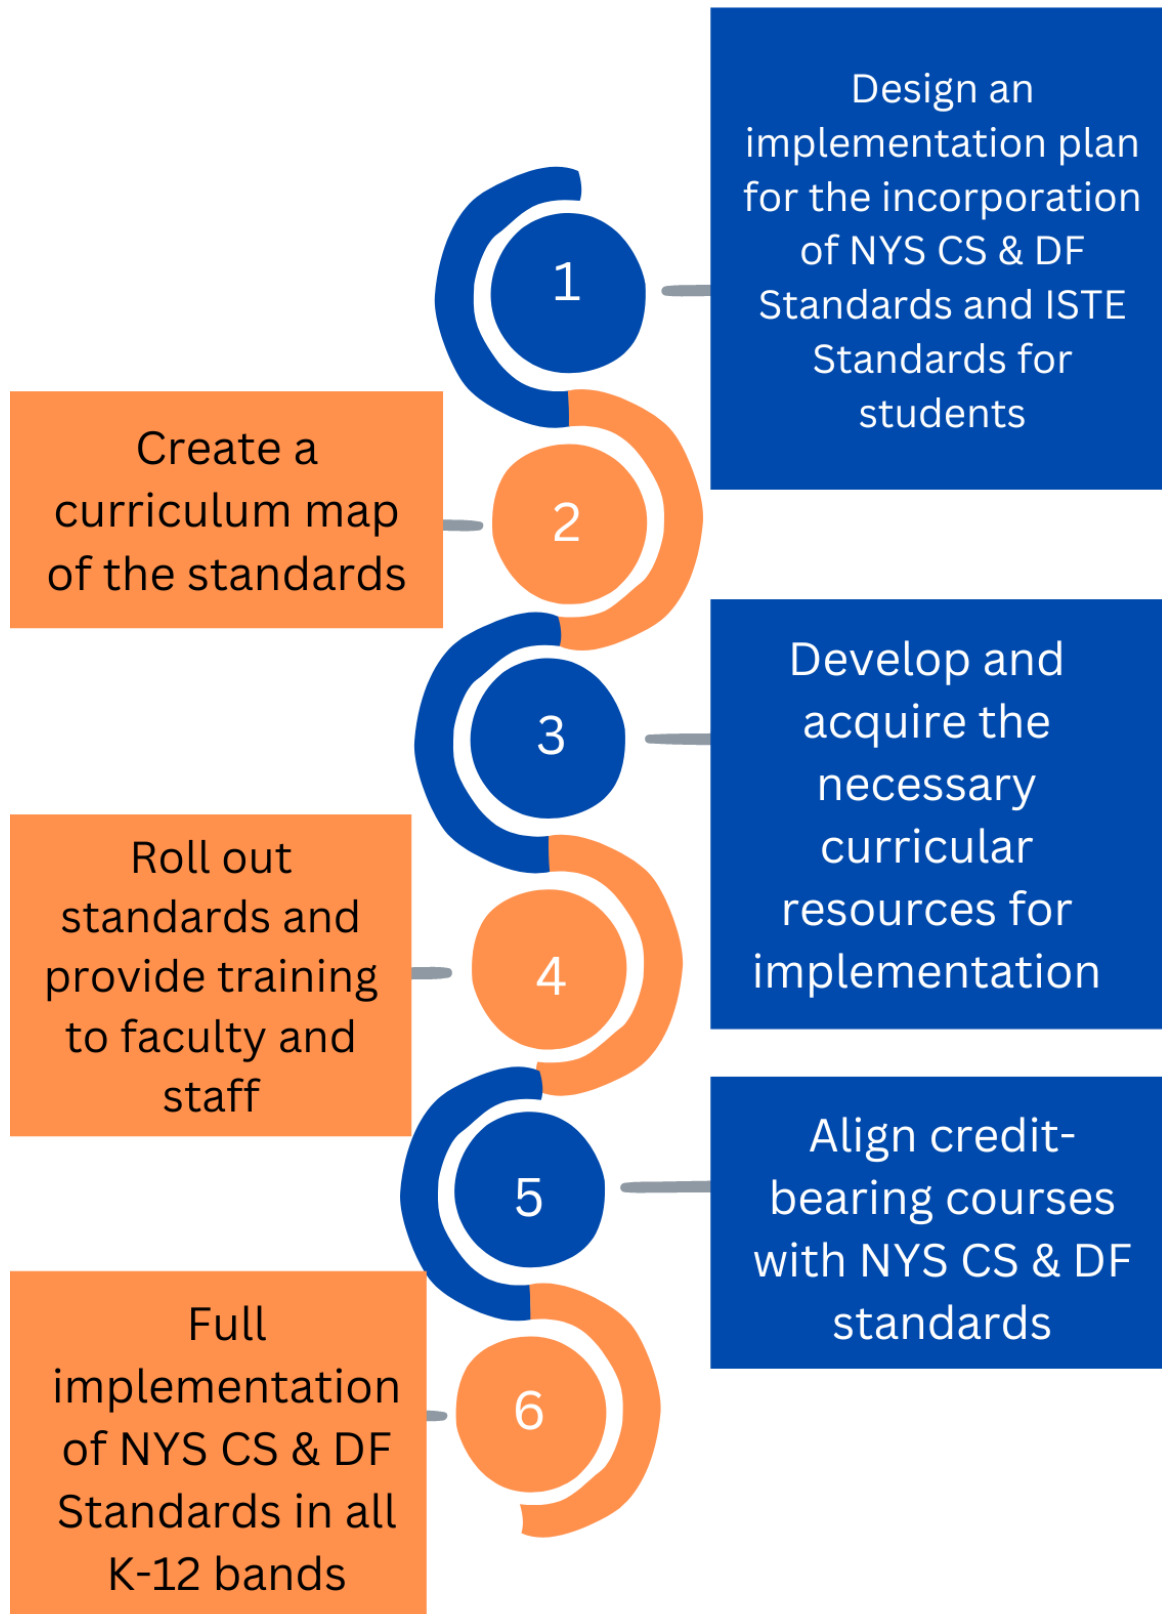 1
Design an
implementation plan
for the incorporation
of NYS CS & DF
Standards and ISTE
Standards for
students
2
Create a
curriculum map
of the standards
3
Develop and
acquire the
necessary
curricular
resources for
implementation
4
Roll out
standards and
provide training
to faculty and
staff
5
Align credit-
bearing courses
with NYS CS & DF
standards
6
Full
implementation
of NYS CS & DF
Standards in all
K-12 bands